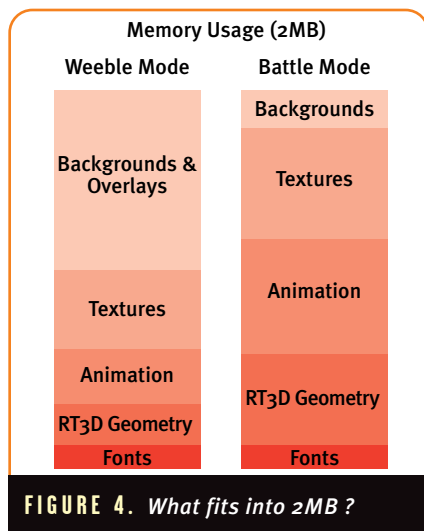 Memory Usage (2MB)
Weeble Mode
Battle Mode
Backgrounds &
Overlays
Textures
Animation
RT3D Geometry
Fonts
Backgrounds
Textures
Animation
RT3D Geometry
Fonts
FIGURE 4. What fits into 2MB ?